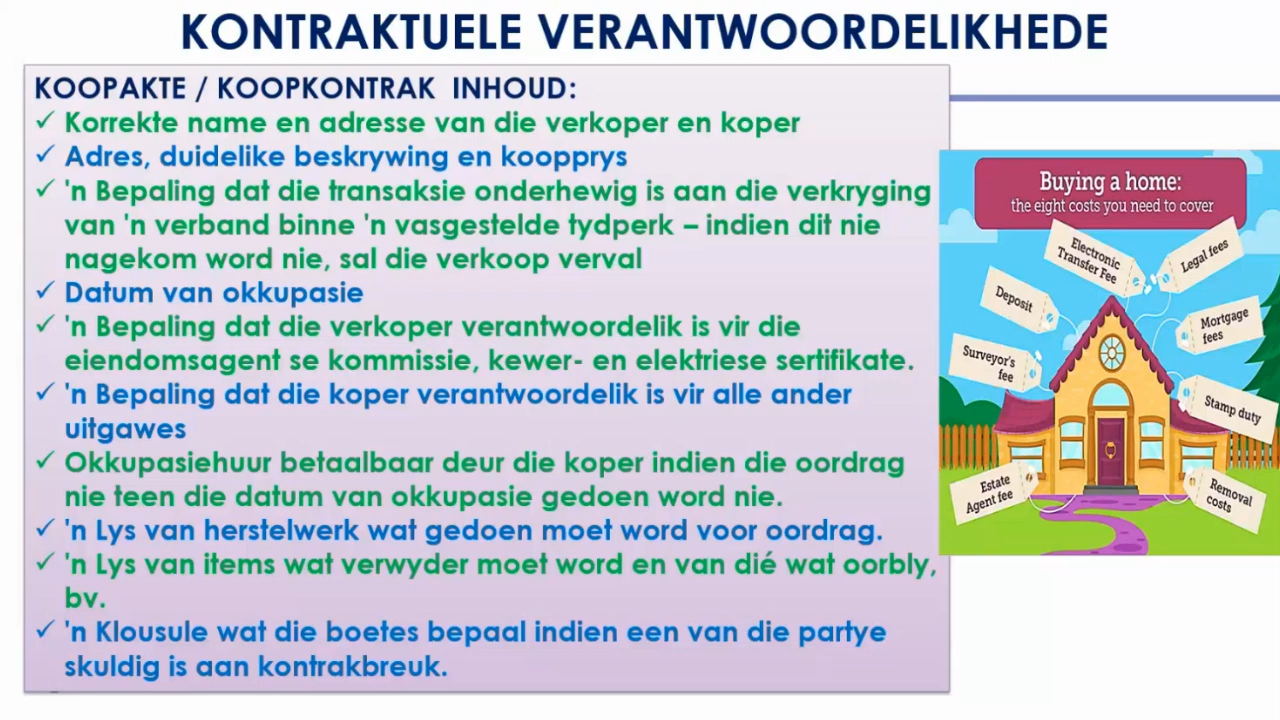 KONTRAKTUELE VERANTWOORDELIKHEDE
KOOPAKTE / KOOPKONTRAK INHOUD:
✓ Korrekte name en adresse van die verkoper en koper
✓ Adres, duidelike beskrywing en koopprys
✓ 'n Bepaling dat die transaksie onderhewig is aan die verkryging
van 'n verband binne 'n vasgestelde tydperk – indien dit nie
nagekom word nie, sal die verkoop verval
✓ Datum van okkupasie
✓ 'n Bepaling dat die verkoper verantwoordelik is vir die
eiendomsagent se kommissie, kewer- en elektriese sertifikate.
✓ 'n Bepaling dat die koper verantwoordelik is vir alle ander
uitgawes
✓ Okkupasiehuur betaalbaar deur die koper indien die oordrag
nie teen die datum van okkupasie gedoen word nie.
✓ 'n Lys van herstelwerk wat gedoen moet word voor oordrag.
✓ 'n Lys van items wat verwyder moet word en van dié wat oorbly,
bv.
✓ 'n Klousule wat die boetes bepaal indien een van die partye
skuldig is aan kontrakbreuk.
Buying a home:
the eight costs you need to cover
Electronic
Transfer Fee
Legal fees
Deposit
Mortgage
fees
Surveyor's
fee
Stamp duty
Estate
Agent fee
Removal
costs